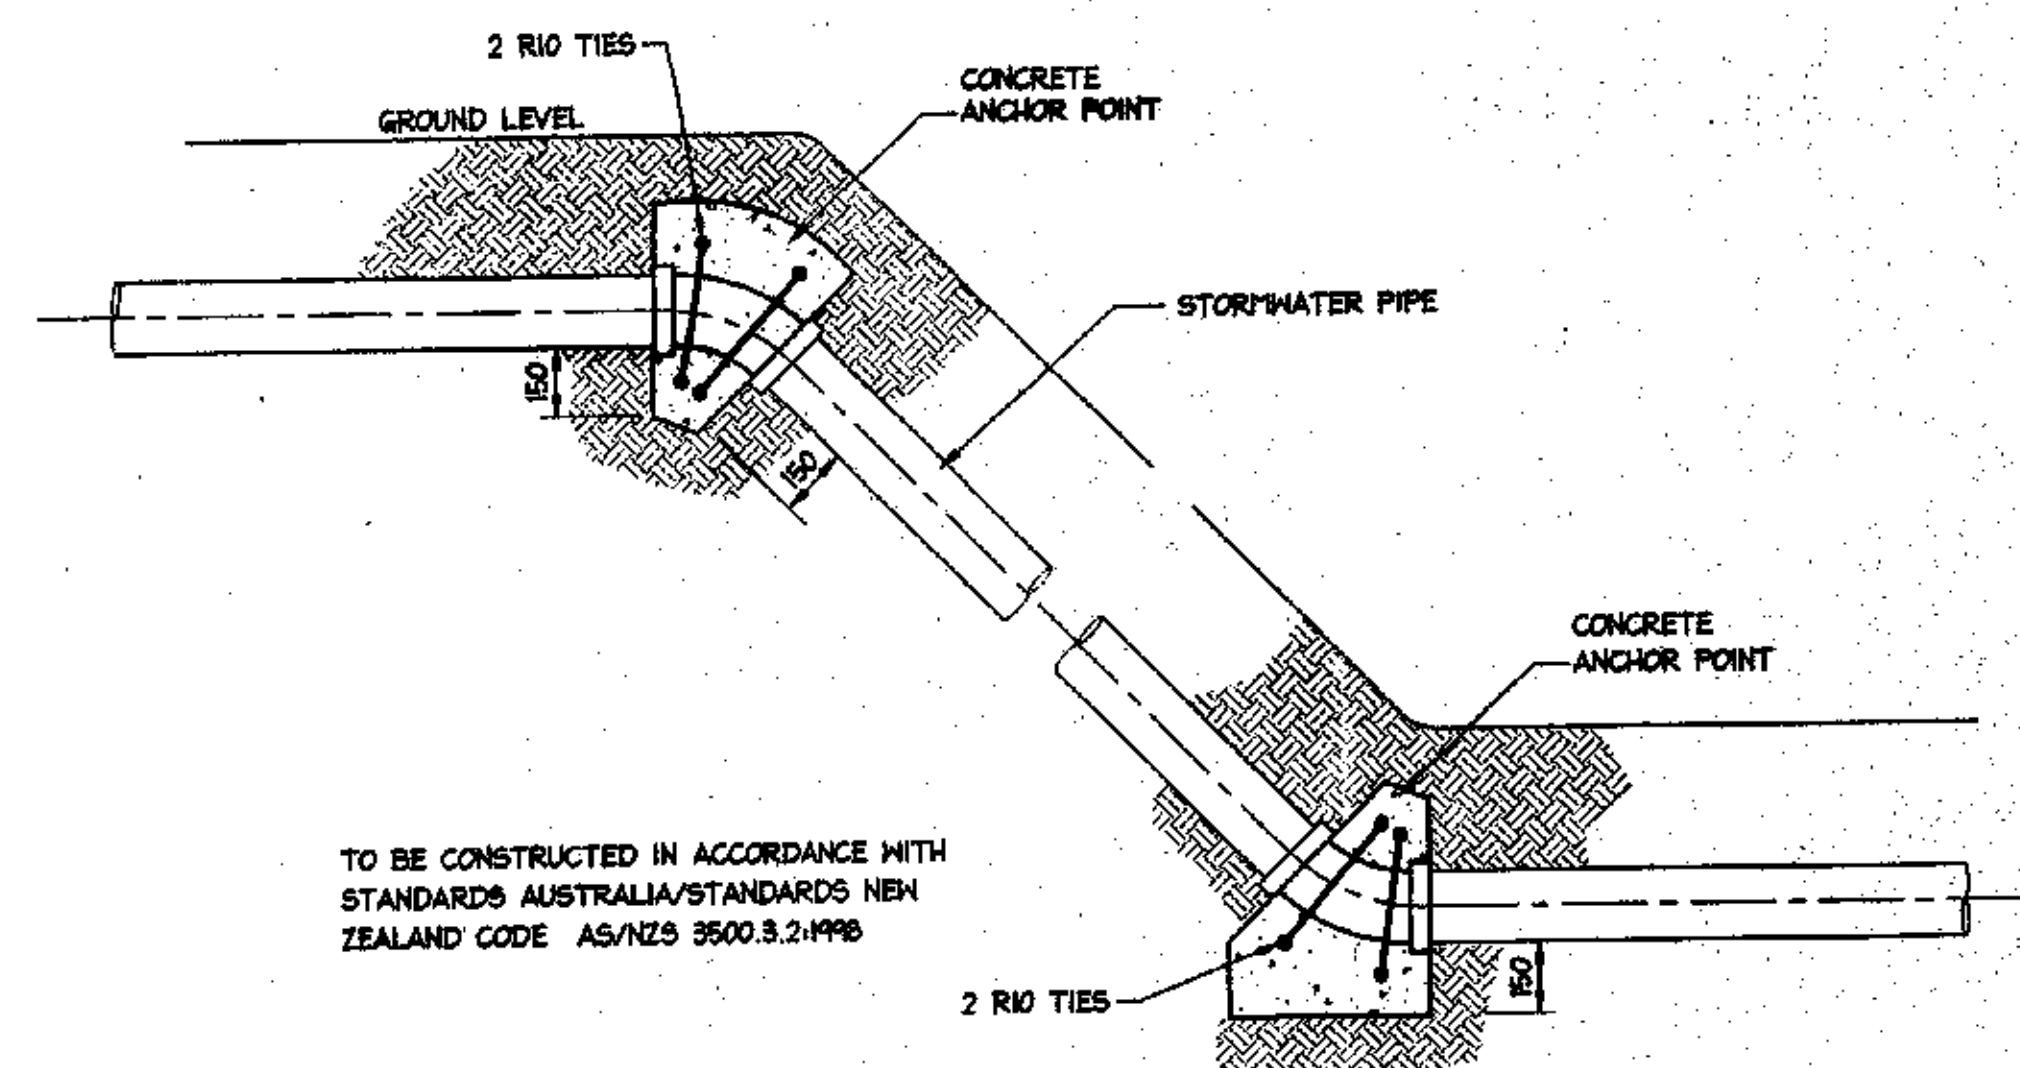 2 R10 TIES
CONCRETE
ANCHOR POINT
GROUND LEVEL
STORMWATER PIPE
150
150
CONCRETE
ANCHOR POINT
TO BE CONSTRUCTED IN ACCORDANCE WITH
STANDARDS AUSTRALIA/STANDARDS NEW
ZEALAND CODE AS/NZS 3500.3.2:1998
2 R10 TIES
150